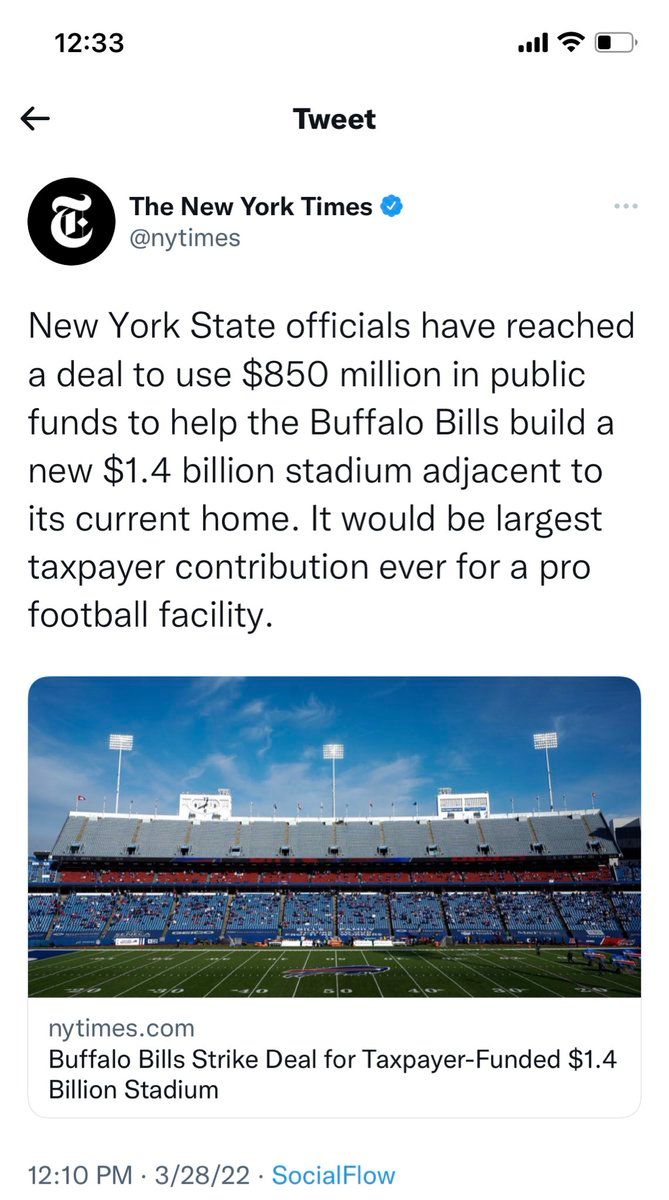 12:33
Tweet
The New York Times
@nytimes
New York State officials have reached
a deal to use $850 million in public
funds to help the Buffalo Bills build a
new $1.4 billion stadium adjacent to
its current home. It would be largest
taxpayer contribution ever for a pro
football facility.
nytimes.com
Buffalo Bills Strike Deal for Taxpayer-Funded $1.4
Billion Stadium
12:10 PM · 3/28/22 · SocialFlow